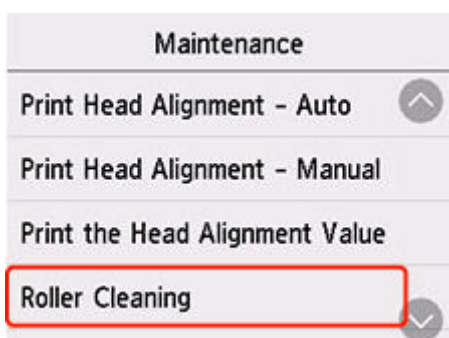 Maintenance
Print Head Alignment - Auto
Print Head Alignment - Manual
Print the Head Alignment Value
Roller Cleaning